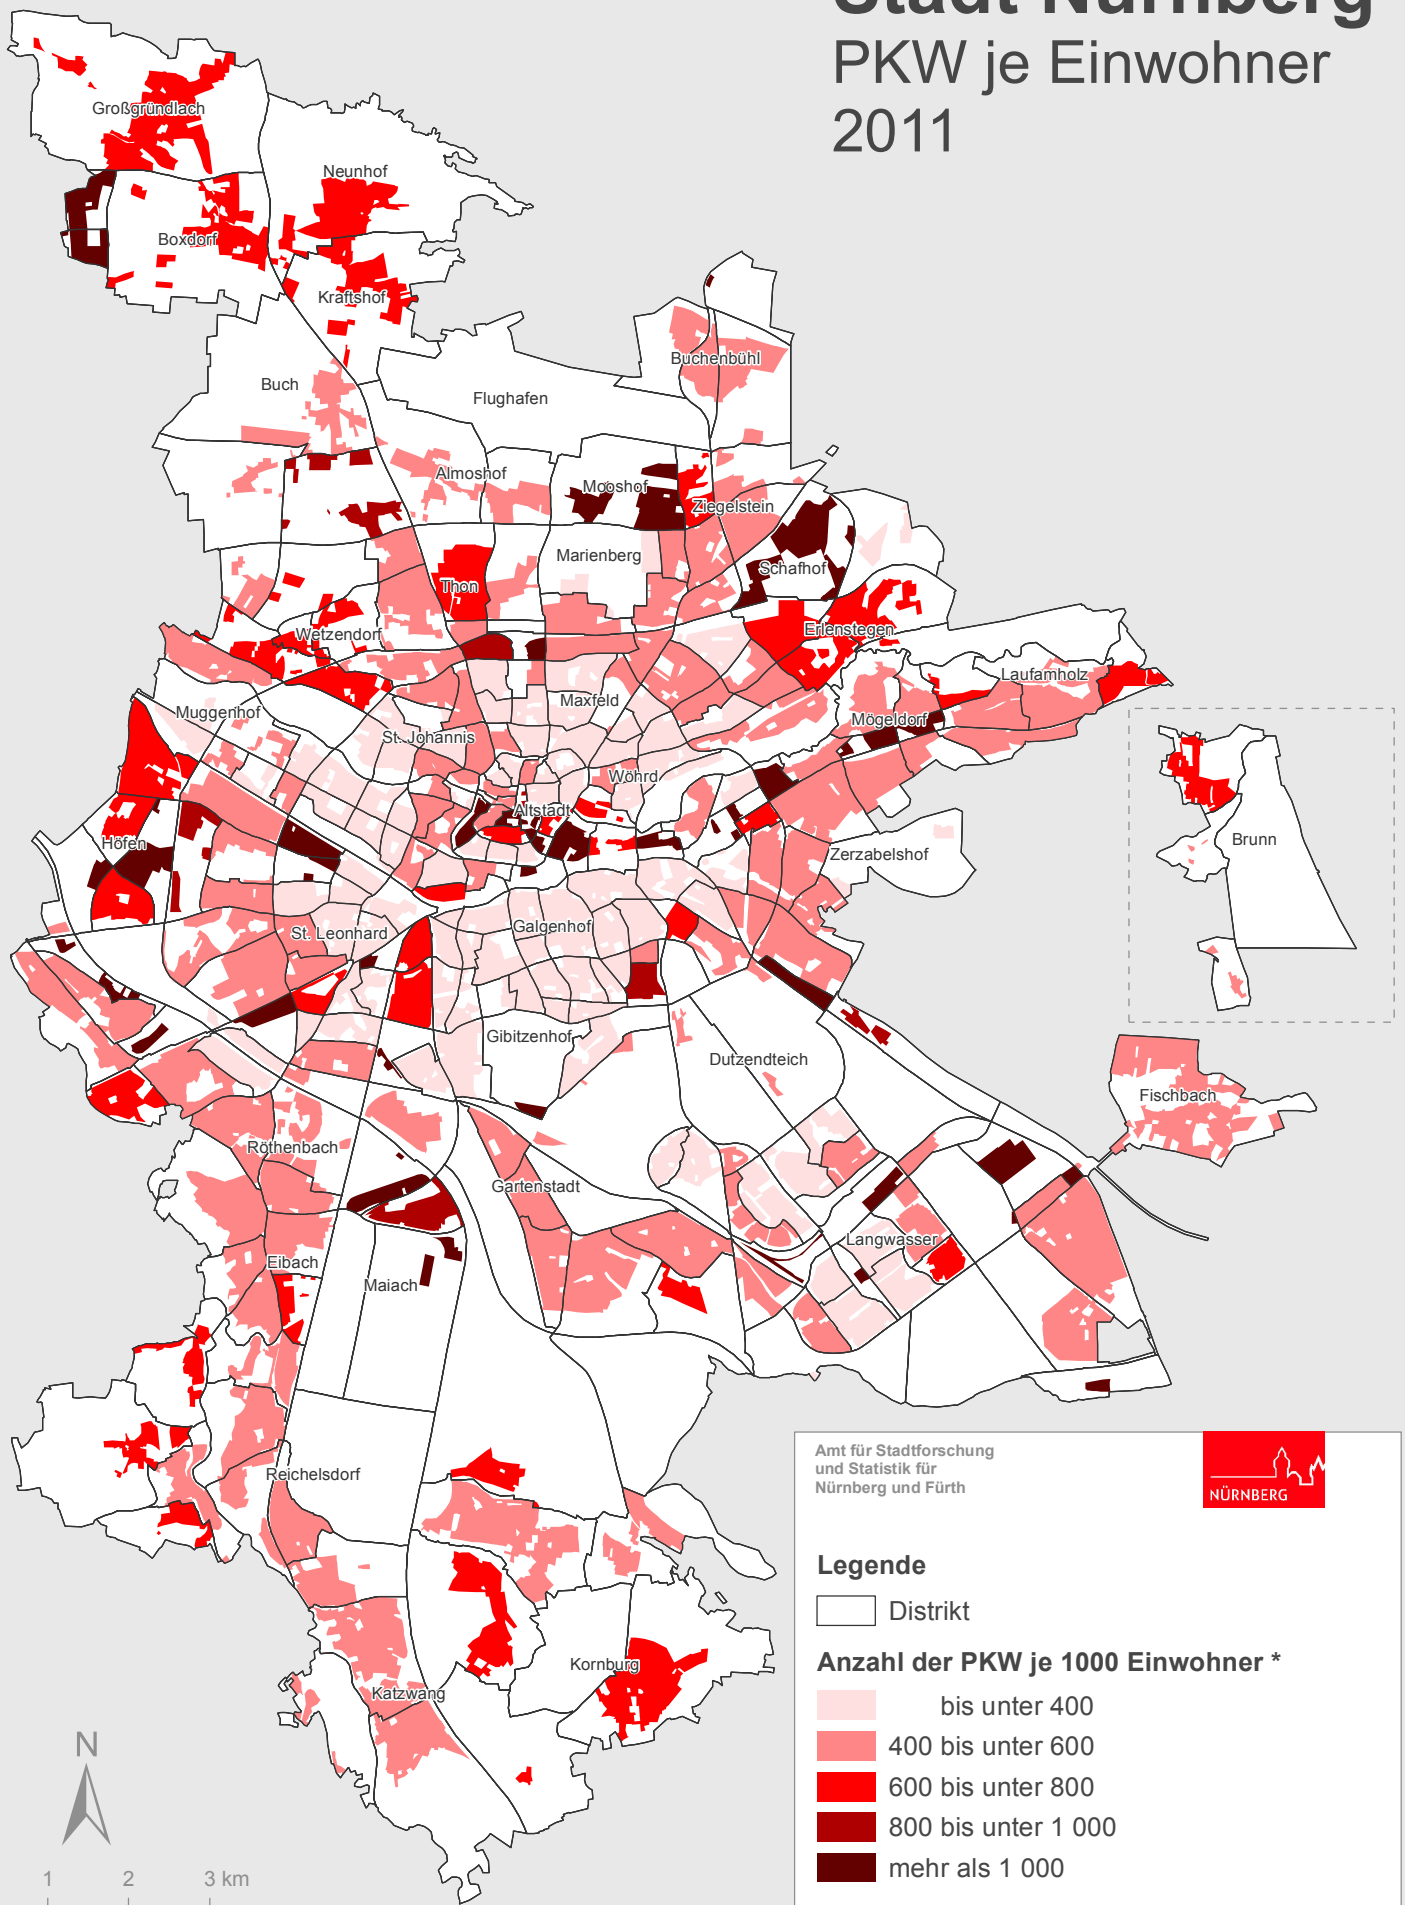 Stadt Nürnberg
PKW je Einwohner
2011
Großgründlach
Neunhof
Boxdorf
Kraftshof
Buchenbühl
Buch
Flughafen
Almoshof
Mooshof
Ziegelstein
Marienberg
Schafhof
Thon
Wetzendorf
Erlenstegen
Laufamholz
Maxfeld
Muggenhof
Mögeldorf
St. Johannis
Wöhrd
Altstadt
Höfen
Zerzabelshof
Brunn
Galgenhof
St. Leonhard
Gibitzenhof
Dutzendteich
Fischbach
Röthenbach
Gartenstadt
Langwasser
Eibach
Maiach
Reichelsdorf
Kornburg
Katzwang
Amt für Stadtforschung
und Statistik für
Nürnberg und Fürth
NÜRNBERG
Legende
Distrikt
Anzahl der PKW je 1000 Einwohner *
bis unter 400
400 bis unter 600
600 bis unter 800
800 bis unter 1 000
mehr als 1 000
N
1 2 3 km